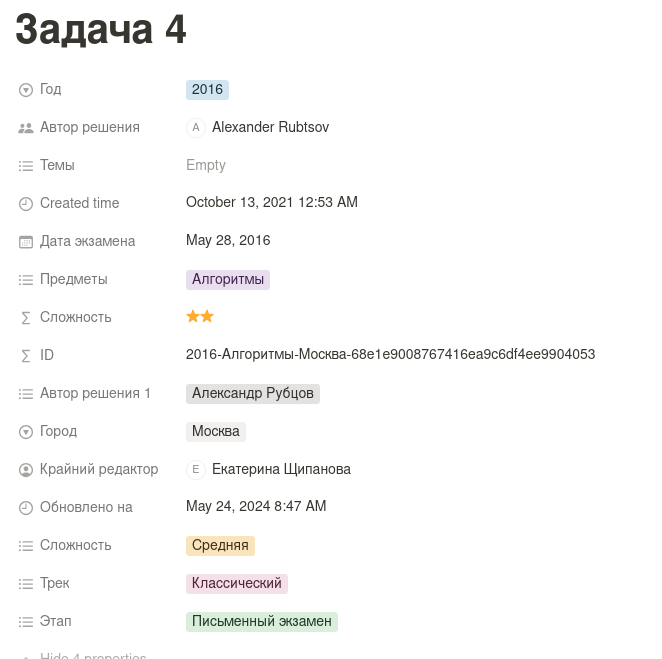 Задача 4
Год 2016
Автор решения A Alexander Rubtsov
Темы Empty
Created time October 13, 2021 12:53 AM
Дата экзамена May 28, 2016
Предметы Алгоритмы
Сложность ⭐⭐
ID 2016-Алгоритмы-Москва-68e1e9008767416ea9c6df4ee9904053
Автор решения 1 Александр Рубцов
Город Москва
Крайний редактор E Екатерина Щипанова
Обновлено на May 24, 2024 8:47 AM
Сложность Средняя
Трек Классический
Этап Письменный экзамен
Hide 4 properties